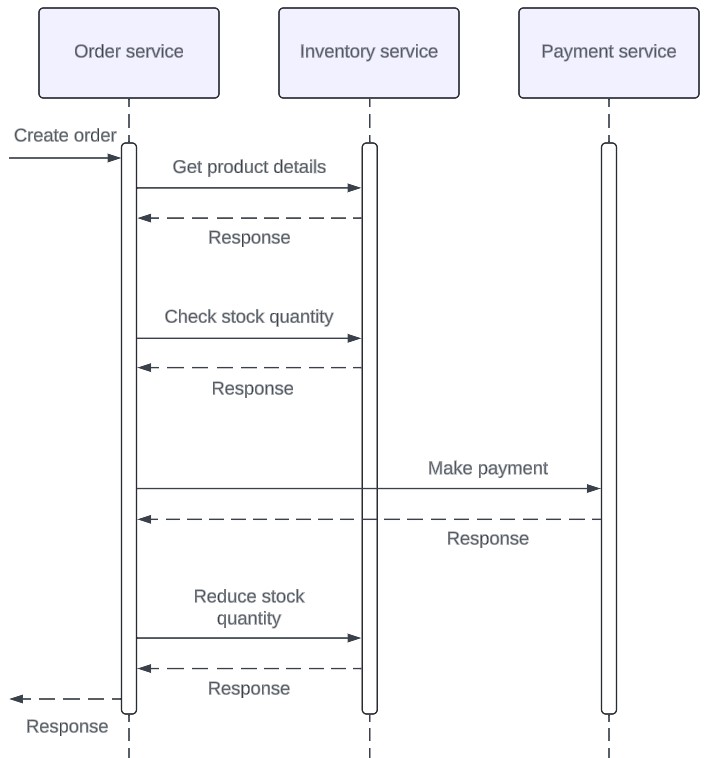 Order service
Inventory service
Payment service
Create order
Get product details
Response
Check stock quantity
Response
Make payment
Response
Reduce stock
quantity
Response
Response